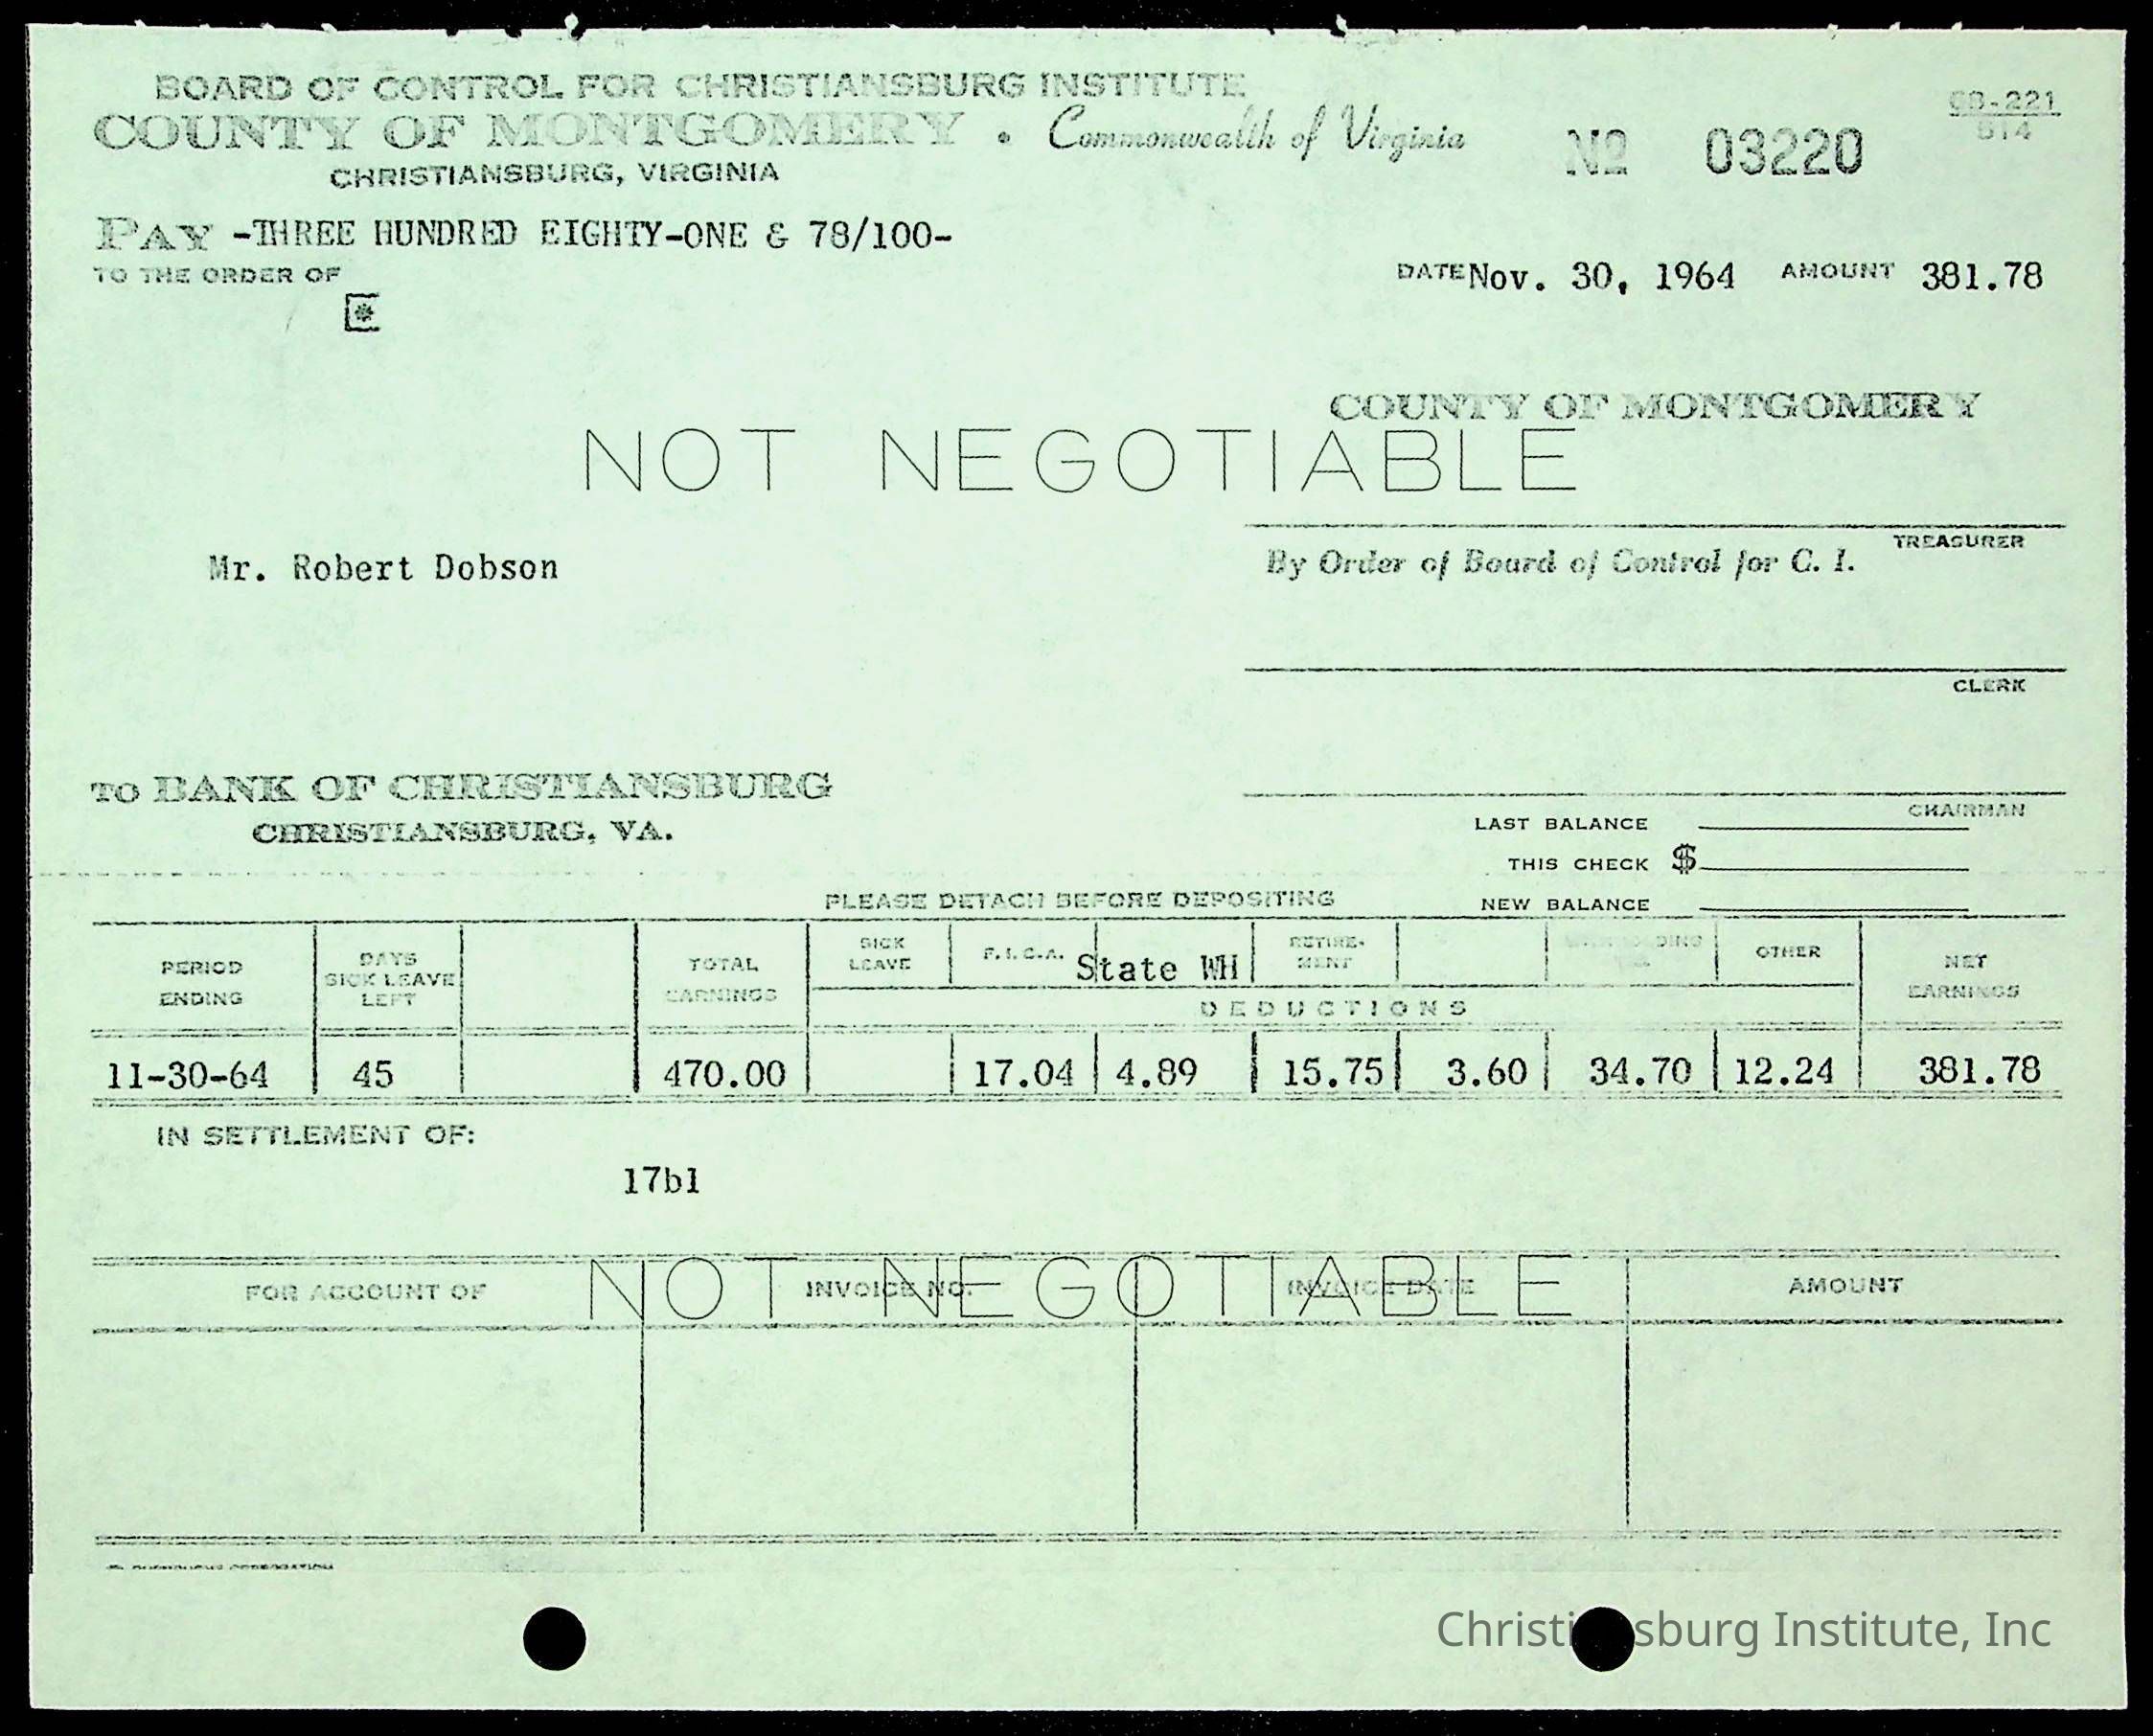 BOARD OF CONTROL FOR CHRISTIANSBURG INSTITUTE
COUNTY OF MONTGOMERY • Commonwealth of Virginia
CHRISTIANSBURG, VIRGINIA
No 03220
68-221
514
PAY -THREE HUNDRED EIGHTY-ONE & 78/100-
TO THE ORDER OF
DATE Nov. 30, 1964 AMOUNT 381.78
COUNTY OF MONTGOMERY
NOT NEGOTIABLE
TREASURER
Mr. Robert Dobson
By Order of Board of Control for C. I.
CLERK
TO BANK OF CHRISTIANSBURG
CHRISTIANSBURG, VA.
CHAIRMAN
LAST BALANCE
THIS CHECK $
NEW BALANCE
PLEASE DETACH BEFORE DEPOSITING
PERIOD ENDING DAYS SICK LEAVE LEFT TOTAL EARNINGS SICK LEAVE F.I.C.A. State WH RETIRE-MENT OTHER NET EARNINGS
DEDUCTIONS
11-30-64 45 470.00 17.04 4.89 15.75 3.60 34.70 12.24 381.78
IN SETTLEMENT OF:
17b1
NOT NEGOTIABLE
FOR ACCOUNT OF INVOICE NO. INVOICE DATE AMOUNT
Christiansburg Institute, Inc